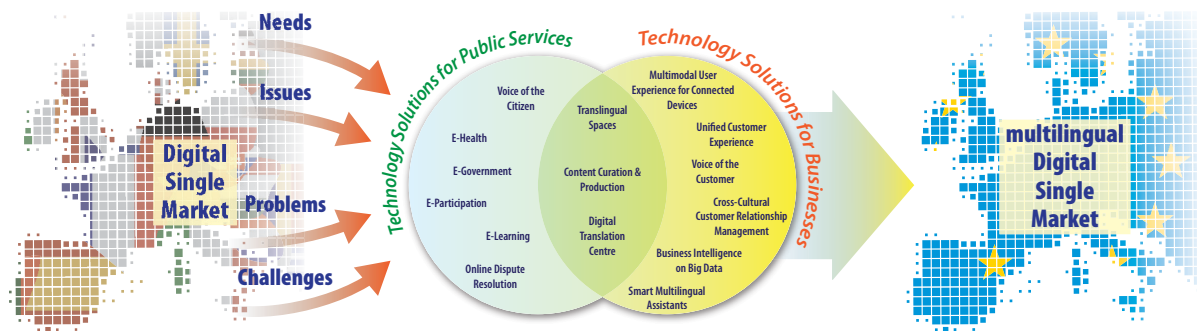 Needs
Issues
Digital
Single
Market
Problems
Challenges
Technology Solutions for Public Services
Voice of the
Citizen
E-Health
E-Government
E-Participation
E-Learning
Online Dispute
Resolution
Translingual
Spaces
Content Curation &
Production
Digital
Translation
Centre
Technology Solutions for Businesses
Multimodal User
Experience for Connected
Devices
Unified Customer
Experience
Voice of the
Customer
Cross-Cultural
Customer Relationship
Management
Business Intelligence
on Big Data
Smart Multilingual
Assistants
multilingual
Digital
Single
Market